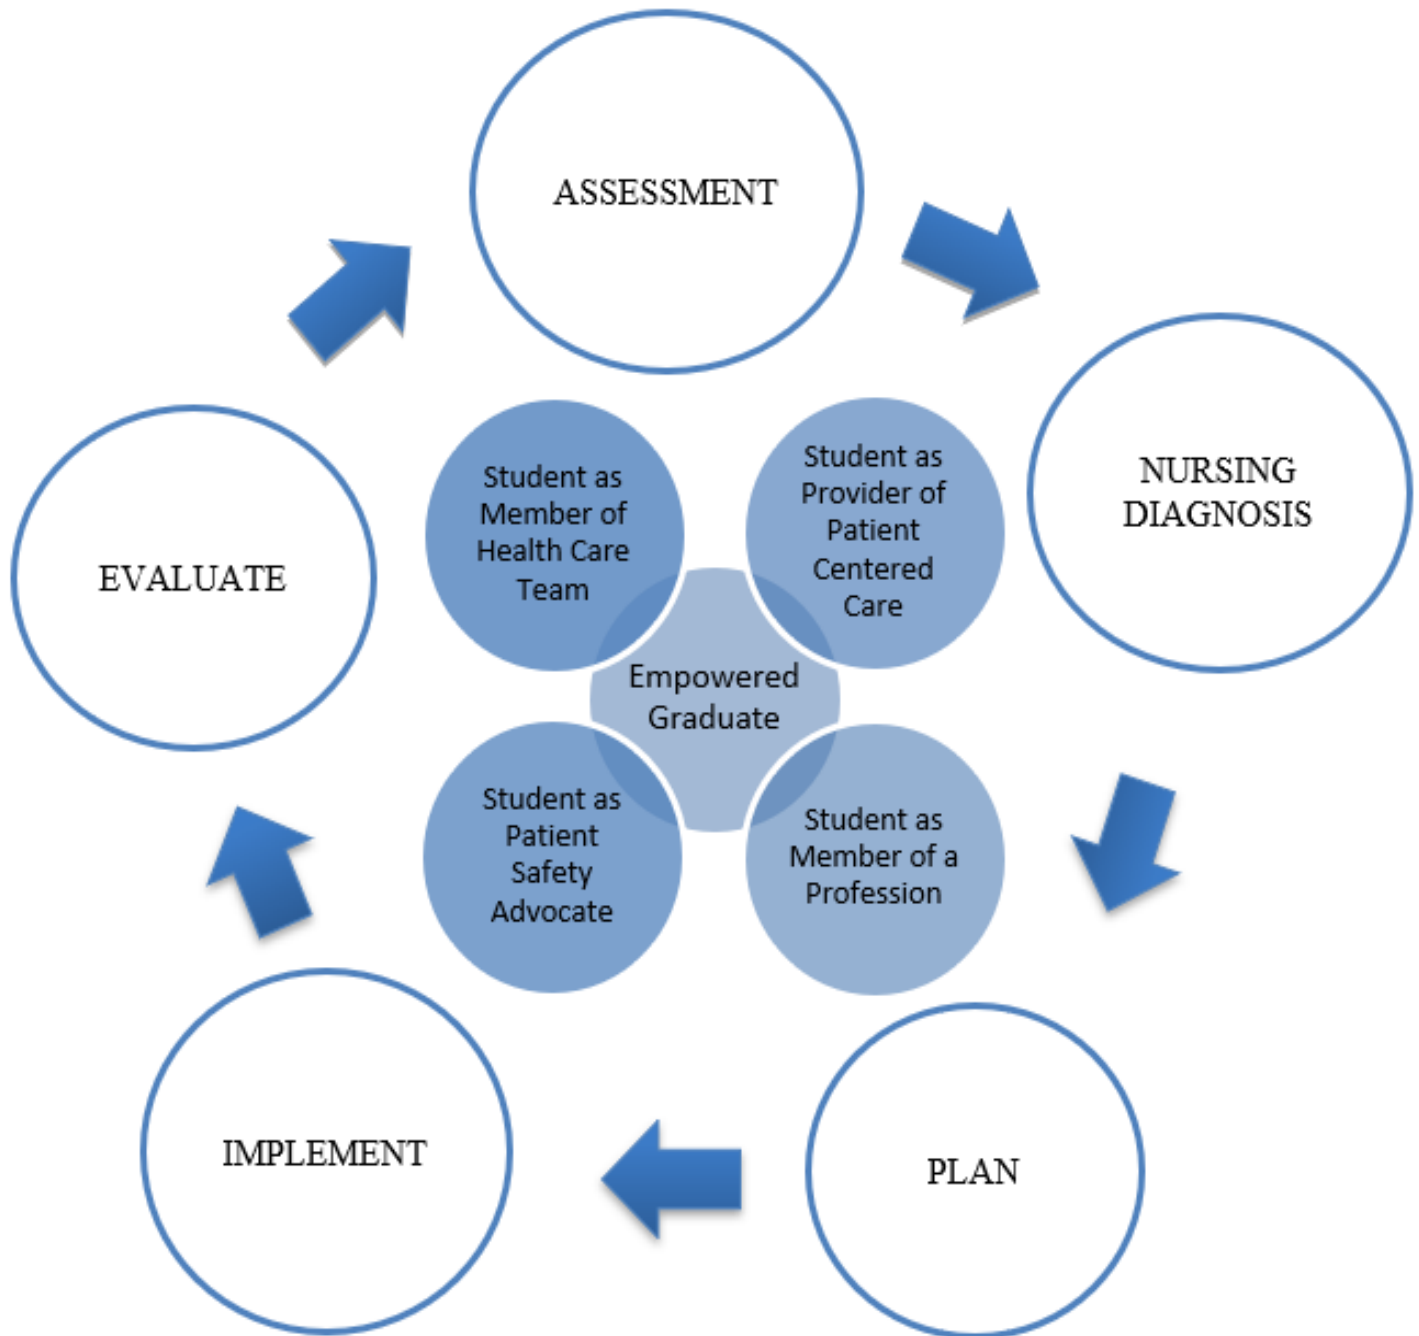 ASSESSMENT
NURSING
DIAGNOSIS
PLAN
IMPLEMENT
EVALUATE
Student as
Member of
Health Care
Team
Student as
Provider of
Patient
Centered
Care
Empowered
Graduate
Student as
Patient
Safety
Advocate
Student as
Member of a
Profession